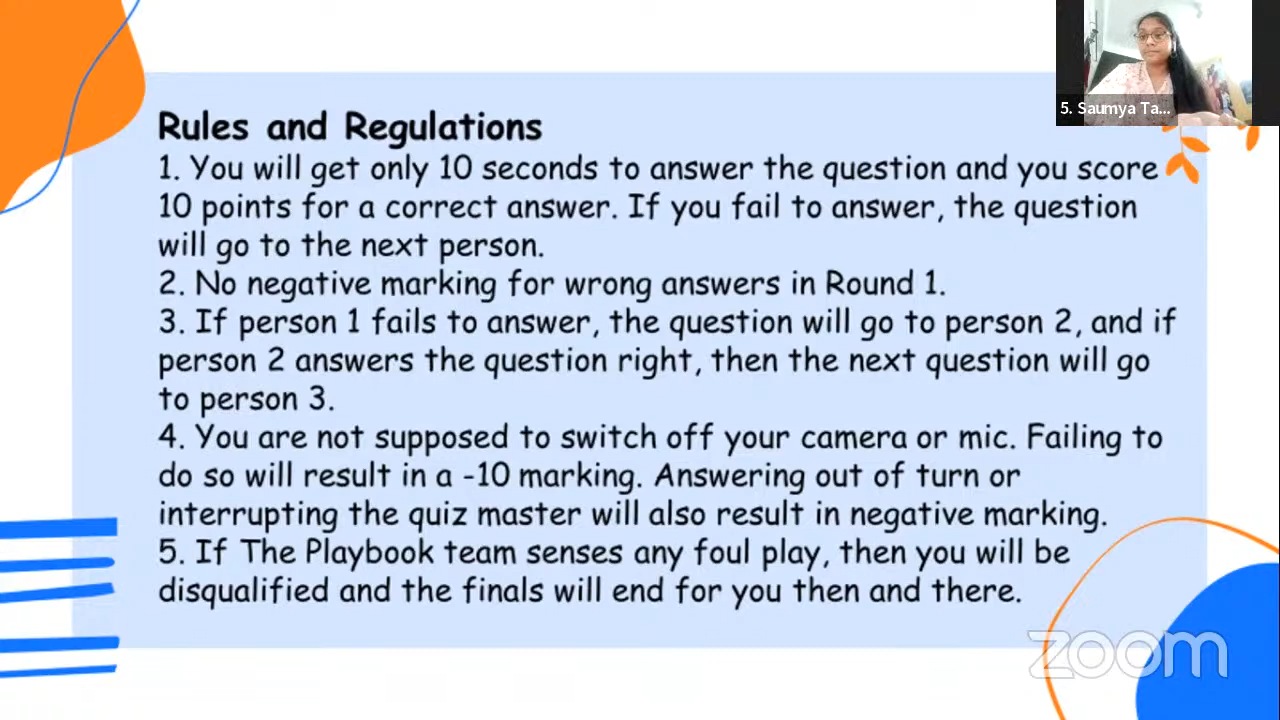 Rules and Regulations
1. You will get only 10 seconds to answer the question and you score
10 points for a correct answer. If you fail to answer, the question
will go to the next person.
2. No negative marking for wrong answers in Round 1.
3. If person 1 fails to answer, the question will go to person 2, and if
person 2 answers the question right, then the next question will go
to person 3.
4. You are not supposed to switch off your camera or mic. Failing to
do so will result in a -10 marking. Answering out of turn or
interrupting the quiz master will also result in negative marking.
5. If The Playbook team senses any foul play, then you will be
disqualified and the finals will end for you then and there.
5. Saumya Ta...
zoom